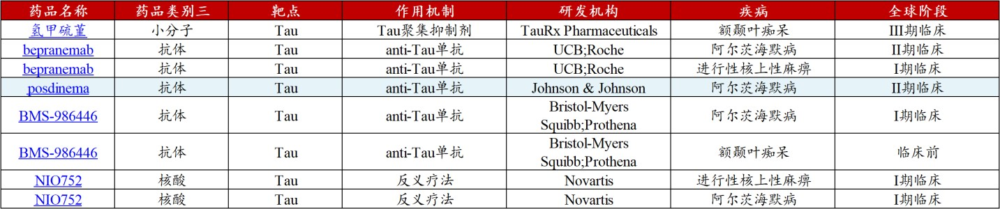 药品名称 药品类别三 靶点 作用机制 研发机构 疾病 全球阶段
氢甲硫堇 小分子 Tau Tau聚集抑制剂 TauRx Pharmaceuticals 额颞叶痴呆 III期临床
bepranemab 抗体 Tau anti-Tau单抗 UCB;Roche 阿尔茨海默病 II期临床
bepranemab 抗体 Tau anti-Tau单抗 UCB;Roche 进行性核上性麻痹 I期临床
posdinema 抗体 Tau anti-Tau单抗 Johnson & Johnson 阿尔茨海默病 II期临床
BMS-986446 抗体 Tau anti-Tau单抗 Bristol-Myers Squibb;Prothena 阿尔茨海默病 I期临床
BMS-986446 抗体 Tau anti-Tau单抗 Bristol-Myers Squibb;Prothena 额颞叶痴呆 临床前
NIO752 核酸 Tau 反义疗法 Novartis 进行性核上性麻痹 I期临床
NIO752 核酸 Tau 反义疗法 Novartis 阿尔茨海默病 I期临床